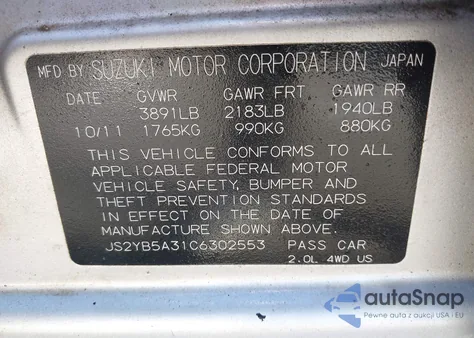 MFD BY SUZUKI MOTOR CORPORATION JAPAN
DATE GVWR GAWR FRT GAWR RR
3891LB 2183LB 1940LB
10/11 1765KG 990KG 880KG
THIS VEHICLE CONFORMS TO ALL
APPLICABLE FEDERAL MOTOR
VEHICLE SAFETY, BUMPER AND
THEFT PREVENTION STANDARDS
IN EFFECT ON THE DATE OF
MANUFACTURE SHOWN ABOVE.
JS2YB5A31C6302553 PASS CAR
2.0L 4WD US
autoSnap
Pewne auta z aukcji USA i EU